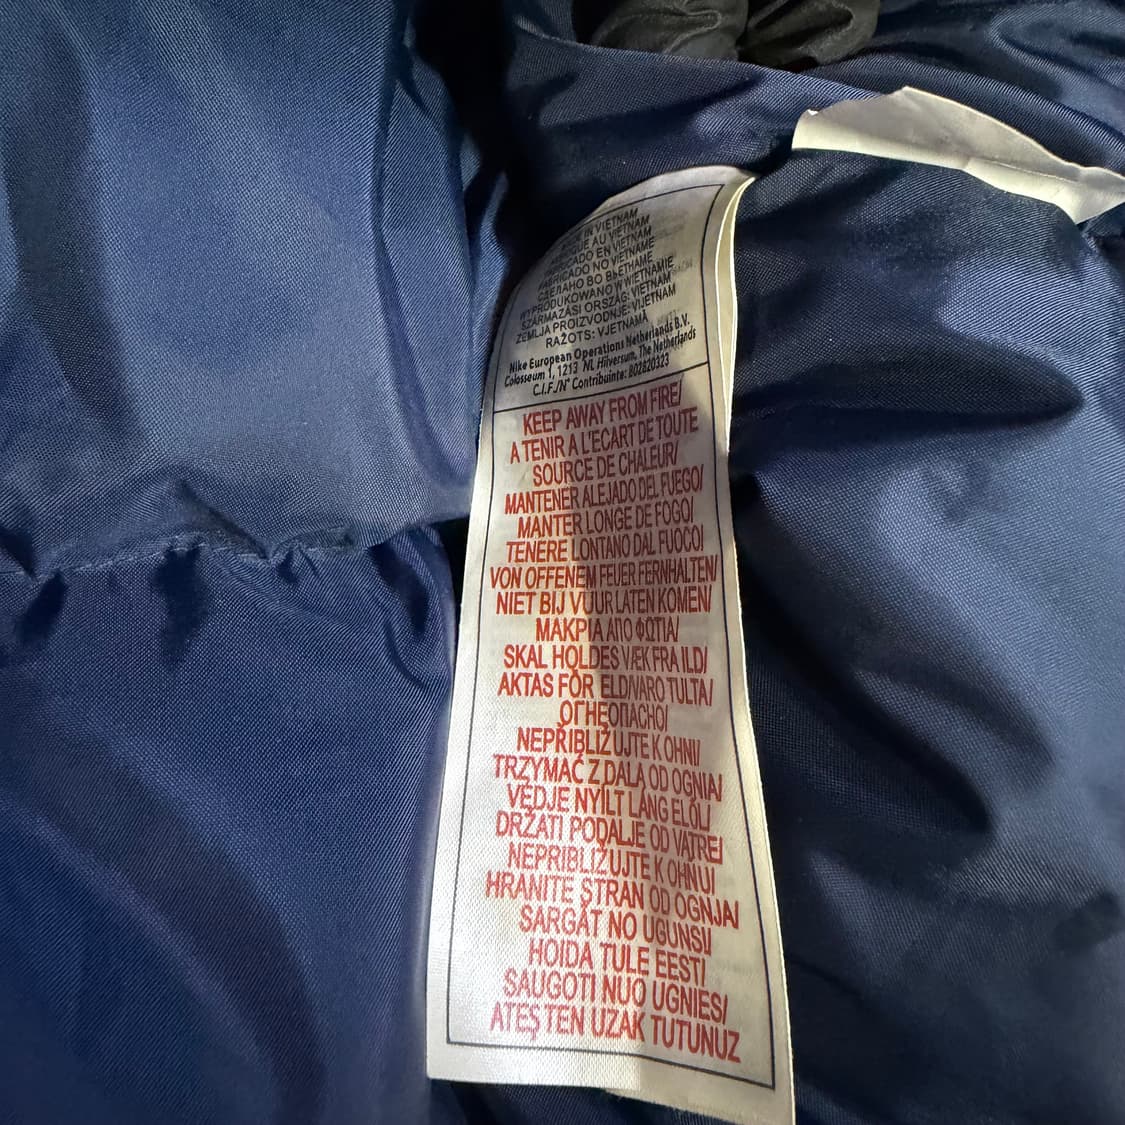 MADE IN VIETNAM
FABRIQUE AU VIETNAM
FABRICADO EN VIETNAM
FABRICADO NO VIETNAME
СДЕЛАНО ВО ВЬЕТНАМЕ
WYPRODUKOWANO W WIETNAMIE
SZÁRMAZÁSI ORSZÁG: VIETNAM
ZEMLJA PROIZVODNJE: VIJETNAM
RAŽOTS: VJETNAMĀ
Nike European Operations Netherlands B.V.
Colosseum 1, 1213 NL Hilversum, The Netherlands
C.I.F./N° Contribuinte: 802820323
KEEP AWAY FROM FIRE/
A TENIR A L'ECART DE TOUTE
SOURCE DE CHALEUR/
MANTENER ALEJADO DEL FUEGO/
MANTER LONGE DE FOGO/
TENERE LONTANO DAL FUOCO/
VON OFFENEM FEUER FERNHALTEN/
NIET BIJ VUUR LATEN KOMEN/
ΜΑΚΡΙΑ ΑΠΟ ΦΩΤΙΑ/
SKAL HOLDES VÆK FRA ILD/
AKTAS FÖR ELD/VARO TULTA/
ОГНЕОПАСНО/
NEPŘIBLIŽUJTE K OHNI/
TRZYMAĆ Z DALA OD OGNIA/
VÉDJE NYÍLT LÁNG ELŐL/
DRŽATI PODALJE OD VATRE/
NEPRIBLIŽUJTE K OHŇU/
HRANITE STRAN OD OGNJA/
SARGĀT NO UGUNS/
HOIDA TULE EEST/
SAUGOTI NUO UGNIES/
ATEŞTEN UZAK TUTUNUZ